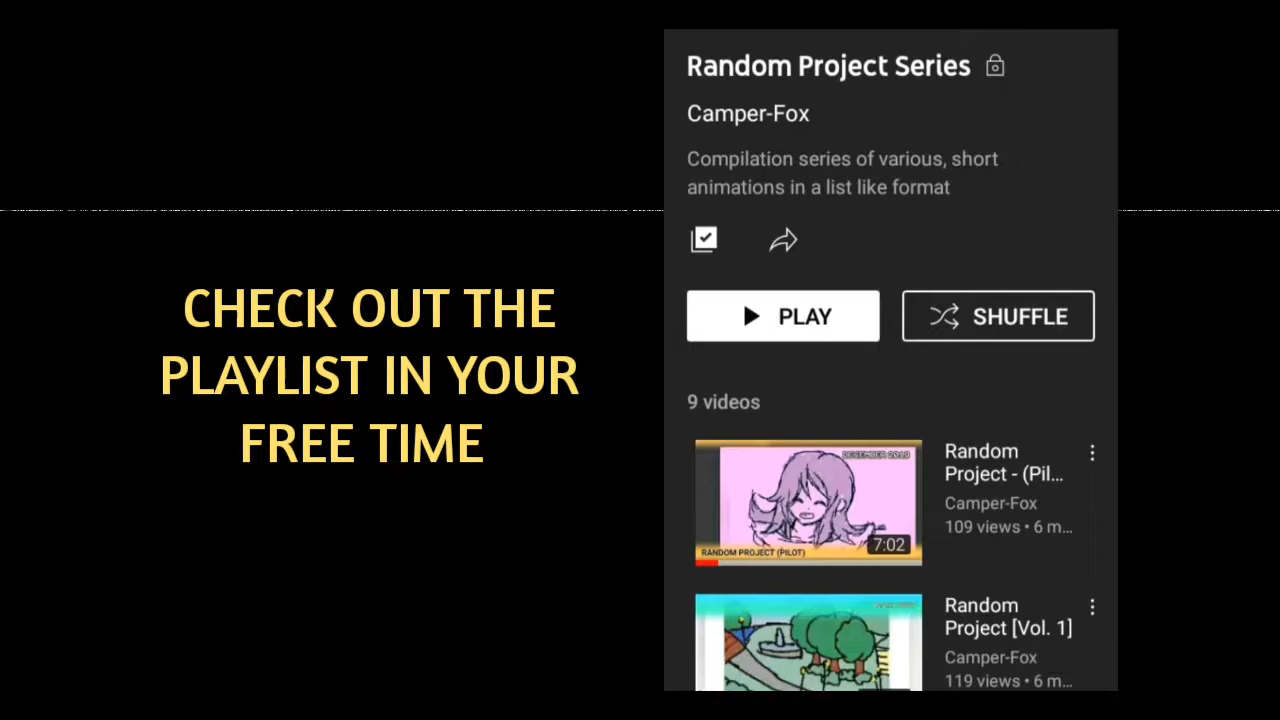 Random Project Series
Camper-Fox
Compilation series of various, short
animations in a list like format
CHECK OUT THE
PLAYLIST IN YOUR
FREE TIME
PLAY
SHUFFLE
9 videos
DECEMBER 2019
RANDOM PROJECT (PILOT)
7:02
Random
Project - (Pil...
Camper-Fox
109 views • 6 m...
Random
Project [Vol. 1]
Camper-Fox
119 views • 6 m...